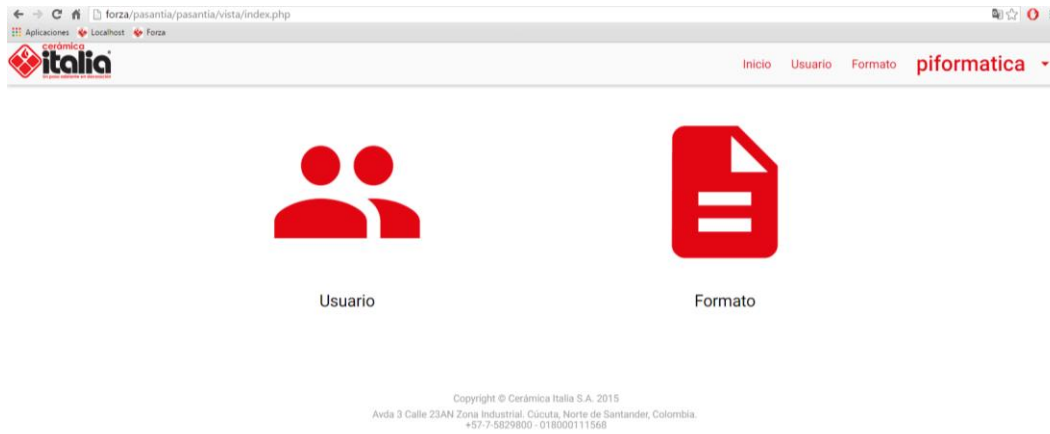 forza/pasantia/pasantia/vista/index.php
Aplicaciones Localhost Forza
cerámica
italia
Inicio Usuario Formato piformatica
Usuario Formato
Copyright © Cerámica Italia S.A. 2015
Avda 3 Calle 23AN Zona Industrial. Cúcuta, Norte de Santander, Colombia.
+57-7-5829800 - 018000111568